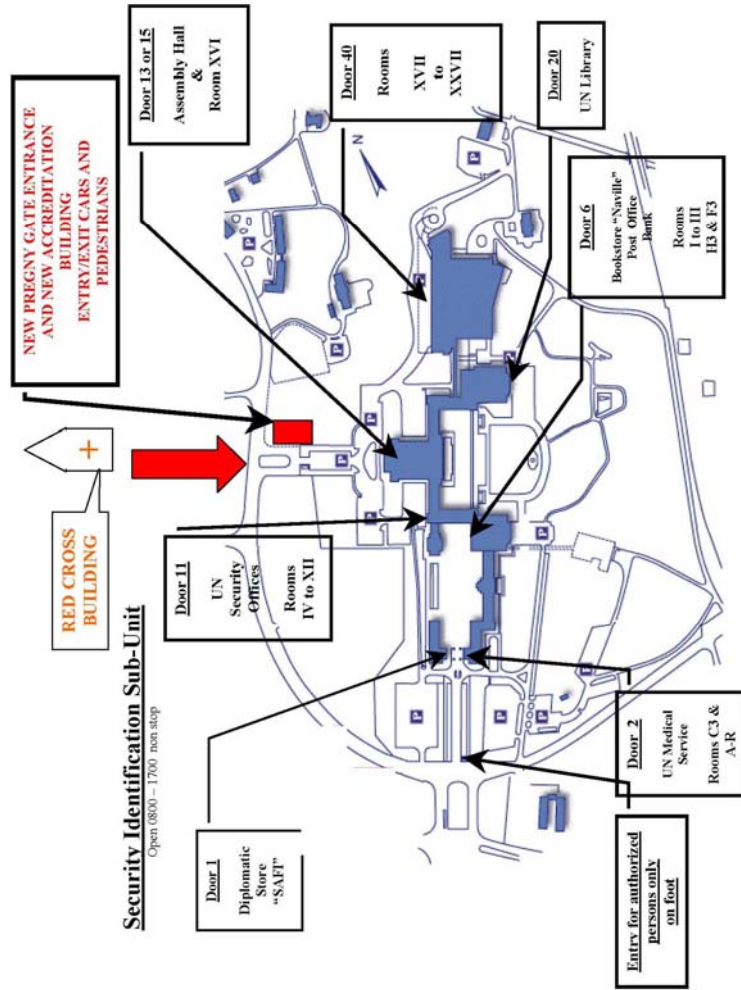 NEW PREGNY GATE ENTRANCE
AND NEW ACCREDITATION
BUILDING
ENTRY/EXIT CARS AND
PEDESTRIANS
RED CROSS
BUILDING
Security Identification Sub-Unit
Open 0800 – 1700 non stop
Door 13 or 15
Assembly Hall
&
Room XVI
Door 40
Rooms
XVII
to
XXVII
Door 20
UN Library
Door 6
Bookstore "Naville"
Post Office
Bank
Rooms
I to III
H3 & F3
Door 11
UN
Security
Offices
Rooms
IV to XII
Door 1
Diplomatic
Store
"SAFI"
Door 2
UN Medical
Service
Rooms C3 &
A-R
Entry for authorized
persons only
on foot
N
P
P
P
P
P
P
P
P
P
P
P
P
P
P